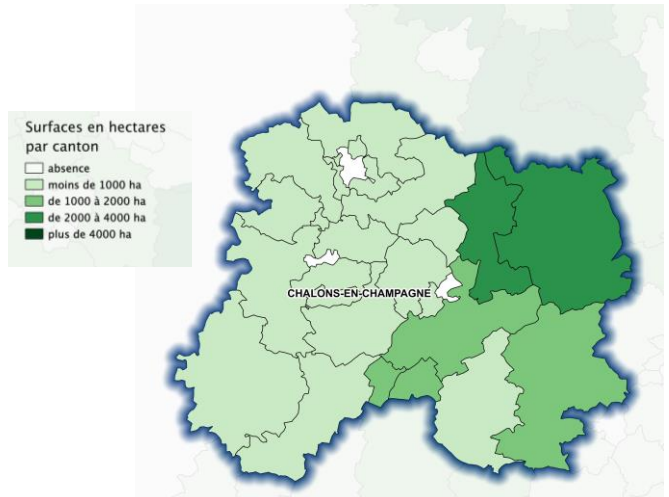 Surfaces en hectares
par canton
absence
moins de 1000 ha
de 1000 à 2000 ha
de 2000 à 4000 ha
plus de 4000 ha
CHALONS-EN-CHAMPAGNE